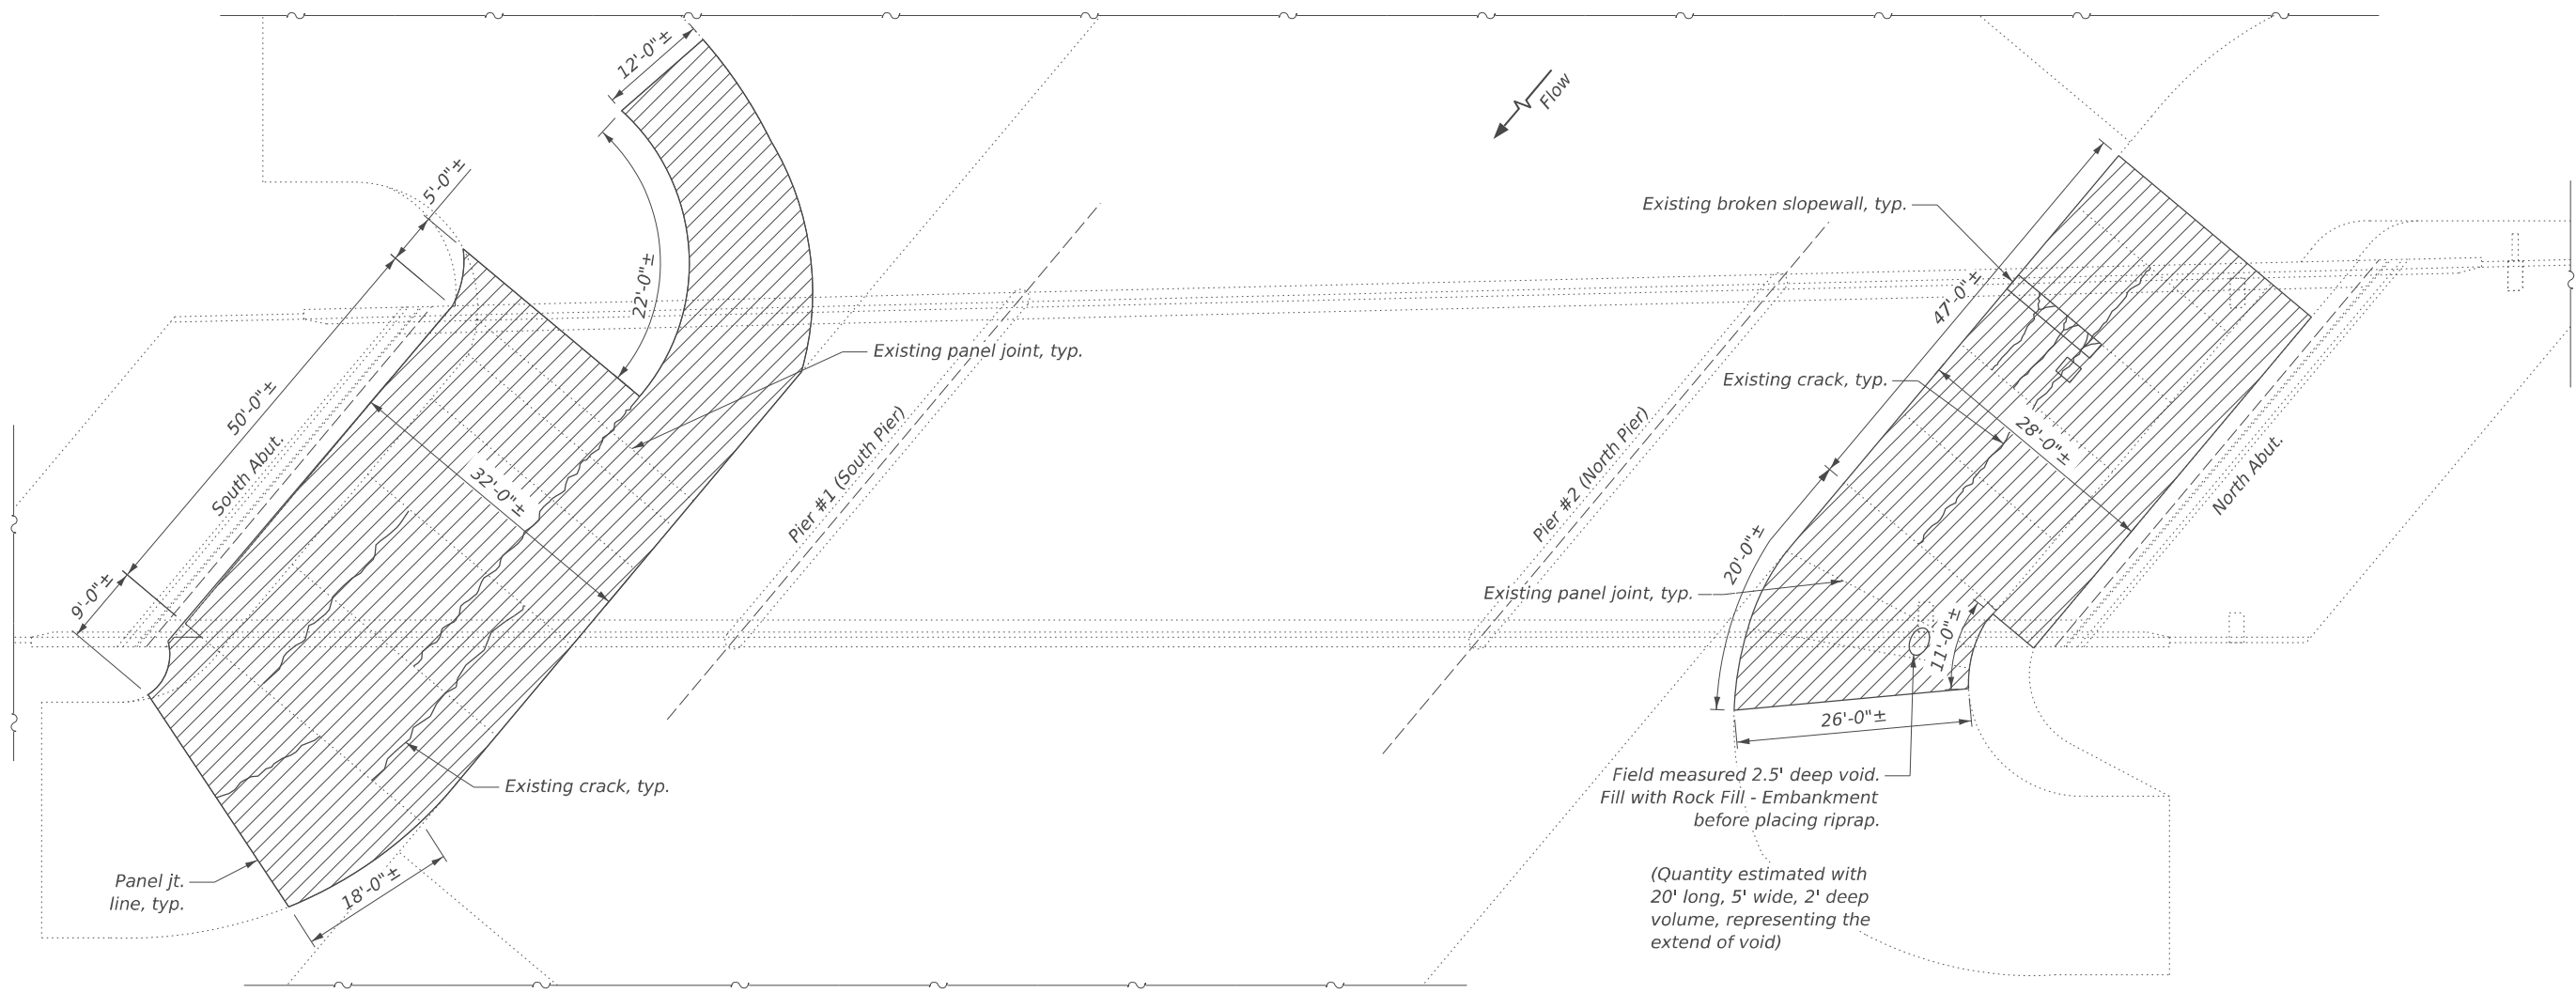 12'-0"±
Flow
5'-0"±
22'-0"±
Existing broken slopewall, typ.
47'-0"±
Existing panel joint, typ.
Existing crack, typ.
50'-0"±
South Abut.
32'-0"±
Pier #1 (South Pier)
Pier #2 (North Pier)
28'-0"±
North Abut.
9'-0"±
20'-0"±
Existing panel joint, typ.
11'-0"±
26'-0"±
Existing crack, typ.
Field measured 2.5' deep void.
Fill with Rock Fill - Embankment
before placing riprap.
Panel jt.
line, typ.
18'-0"±
(Quantity estimated with
20' long, 5' wide, 2' deep
volume, representing the
extend of void)